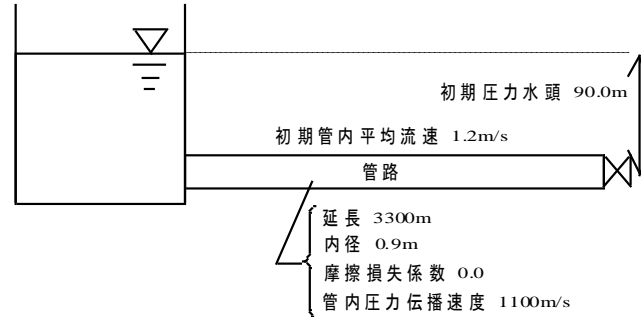 初期圧力水頭 90.0m
初期管内平均流速 1.2m/s
管路
延長 3300m
内径 0.9m
摩擦損失係数 0.0
管内圧力伝播速度 1100m/s